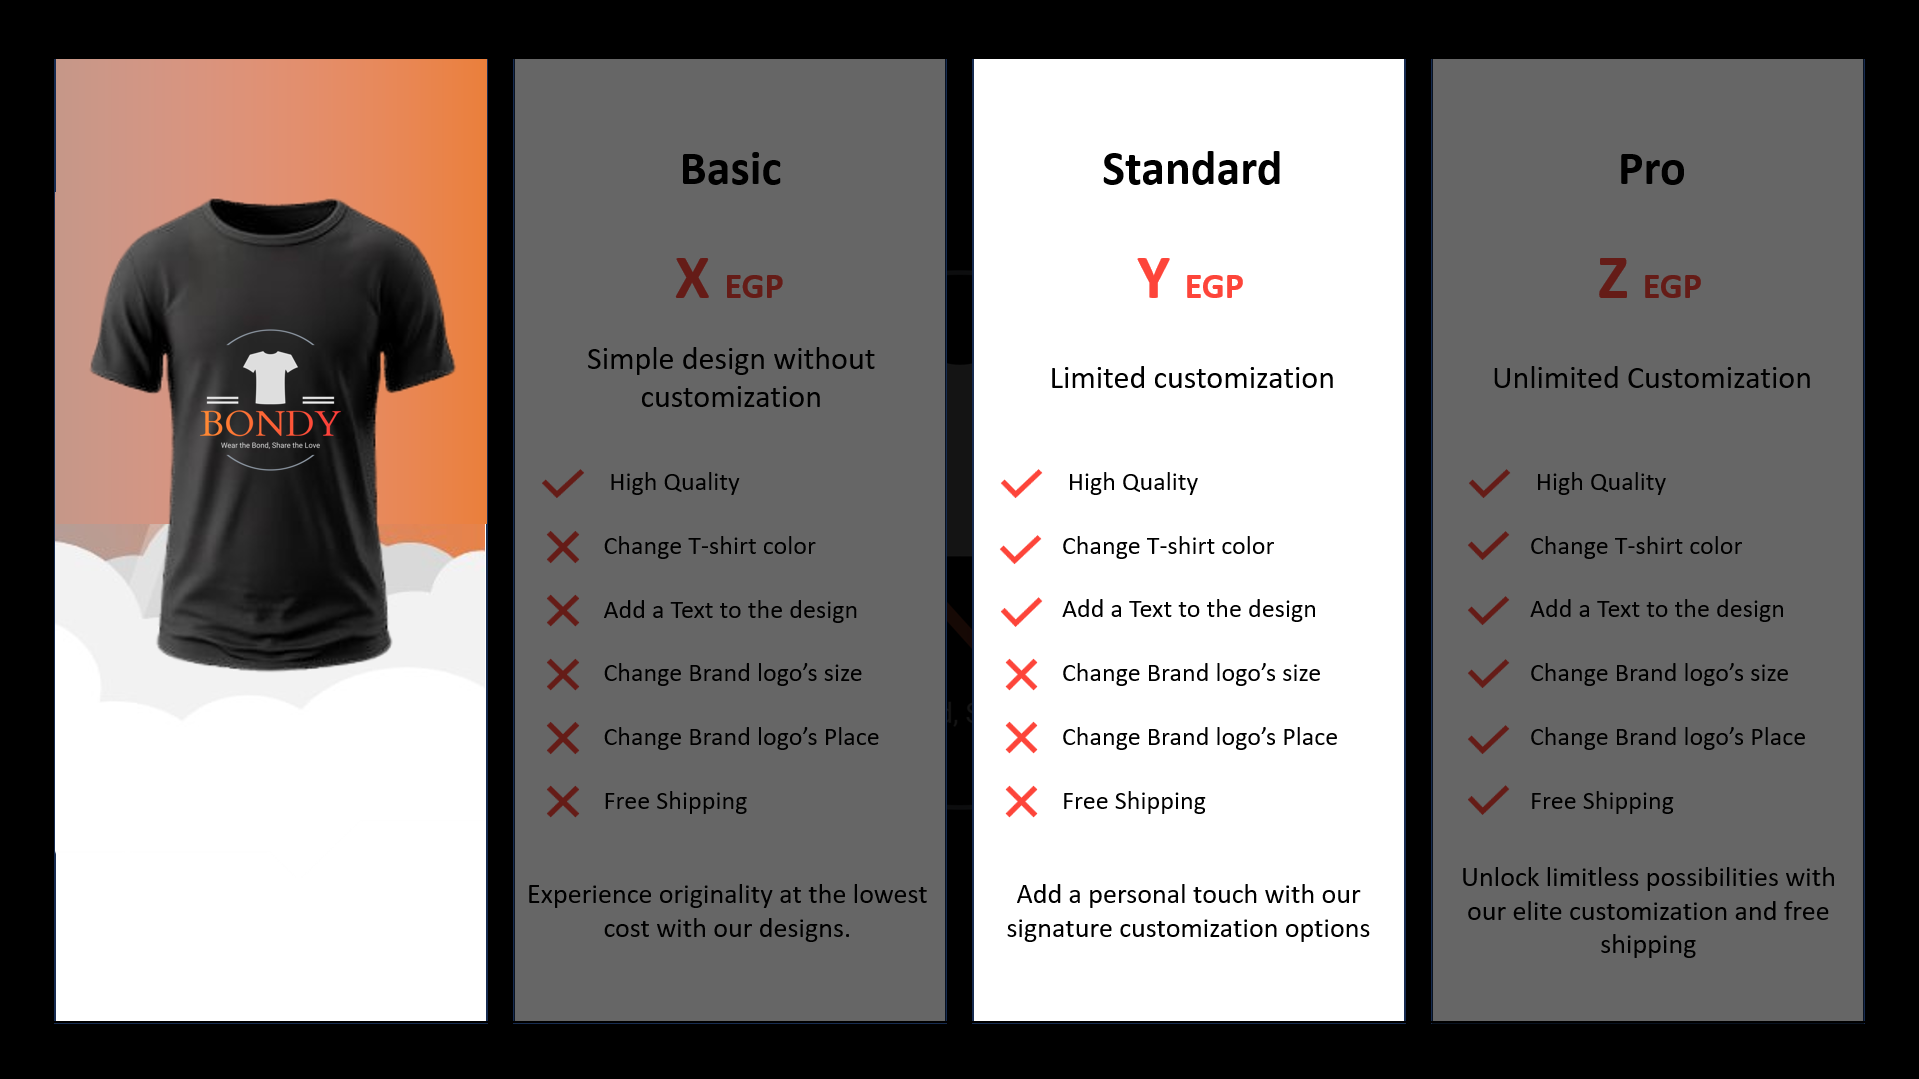 BONDY
Wear the Bond, Share the Love
Basic
X EGP
Simple design without
customization
High Quality
Change T-shirt color
Add a Text to the design
Change Brand logo’s size
Change Brand logo’s Place
Free Shipping
Experience originality at the lowest
cost with our designs.
Standard
Y EGP
Limited customization
High Quality
Change T-shirt color
Add a Text to the design
Change Brand logo’s size
Change Brand logo’s Place
Free Shipping
Add a personal touch with our
signature customization options
Pro
Z EGP
Unlimited Customization
High Quality
Change T-shirt color
Add a Text to the design
Change Brand logo’s size
Change Brand logo’s Place
Free Shipping
Unlock limitless possibilities with
our elite customization and free
shipping